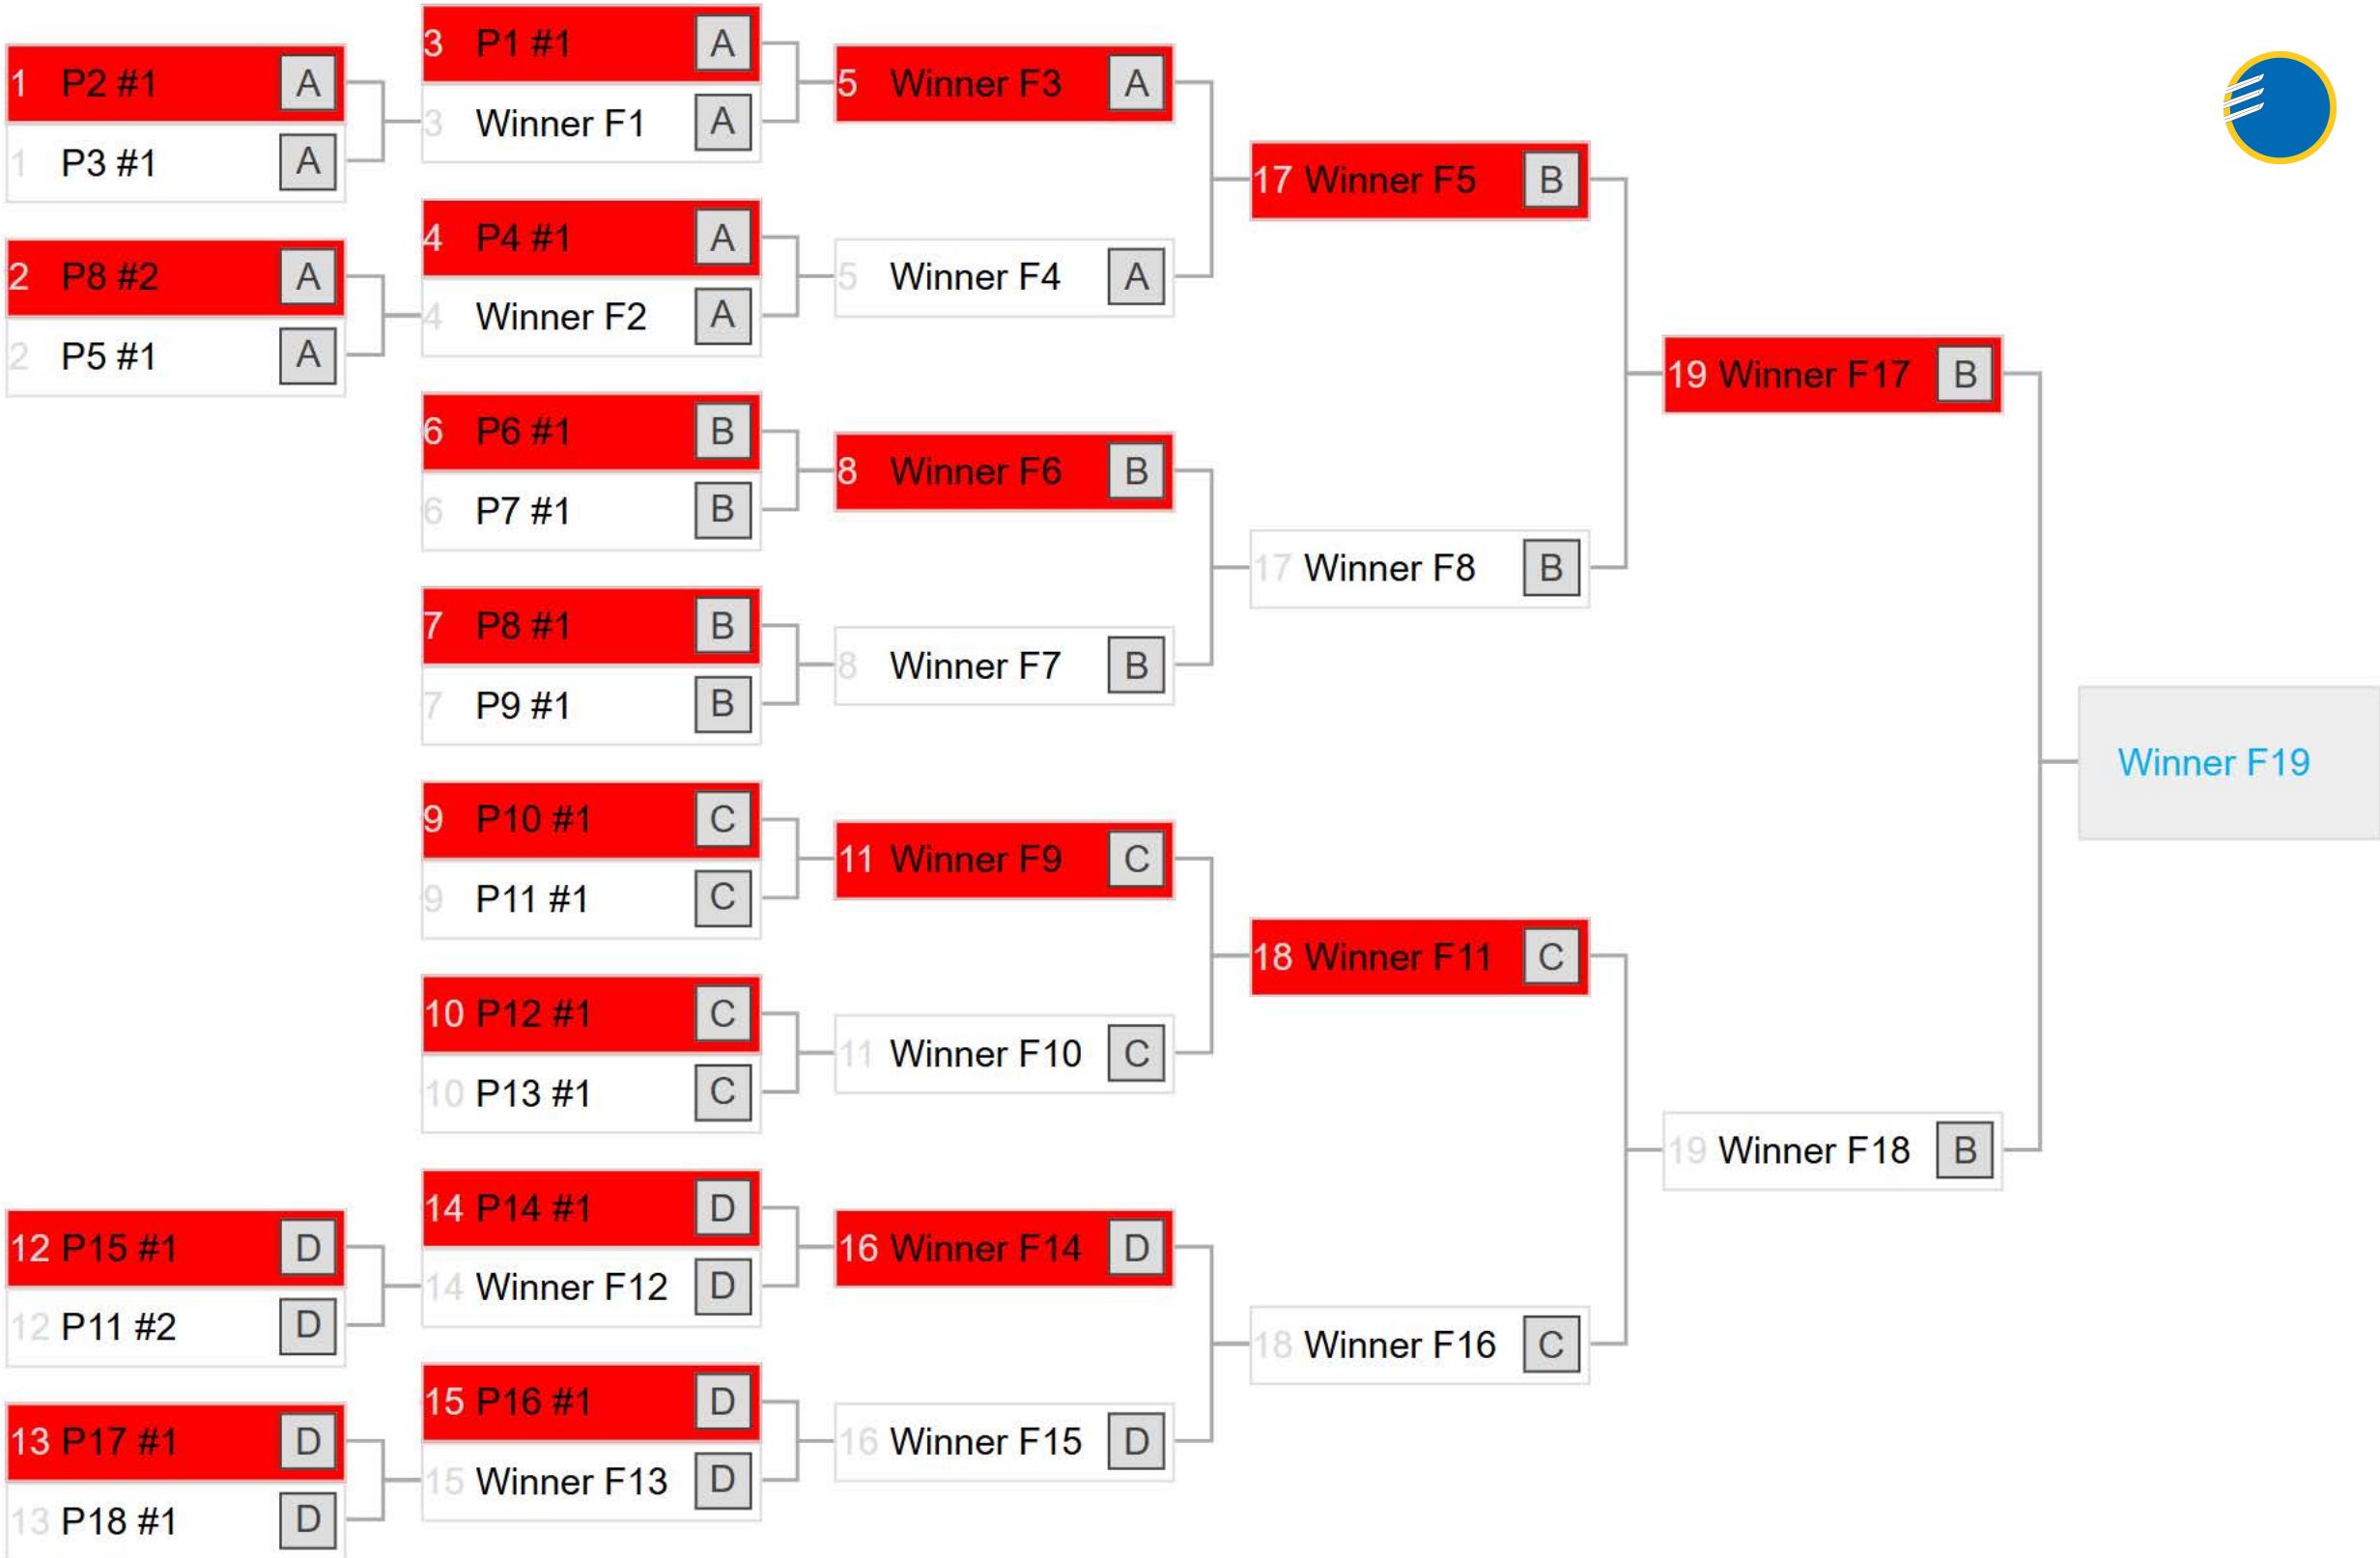 1 P2 #1 A
1 P3 #1 A
2 P8 #2 A
2 P5 #1 A
12 P15 #1 D
12 P11 #2 D
13 P17 #1 D
13 P18 #1 D
3 P1 #1 A
3 Winner F1 A
4 P4 #1 A
4 Winner F2 A
6 P6 #1 B
6 P7 #1 B
7 P8 #1 B
7 P9 #1 B
9 P10 #1 C
9 P11 #1 C
10 P12 #1 C
10 P13 #1 C
14 P14 #1 D
14 Winner F12 D
15 P16 #1 D
15 Winner F13 D
5 Winner F3 A
5 Winner F4 A
8 Winner F6 B
8 Winner F7 B
11 Winner F9 C
11 Winner F10 C
16 Winner F14 D
16 Winner F15 D
17 Winner F5 B
17 Winner F8 B
18 Winner F11 C
18 Winner F16 C
19 Winner F17 B
19 Winner F18 B
Winner F19